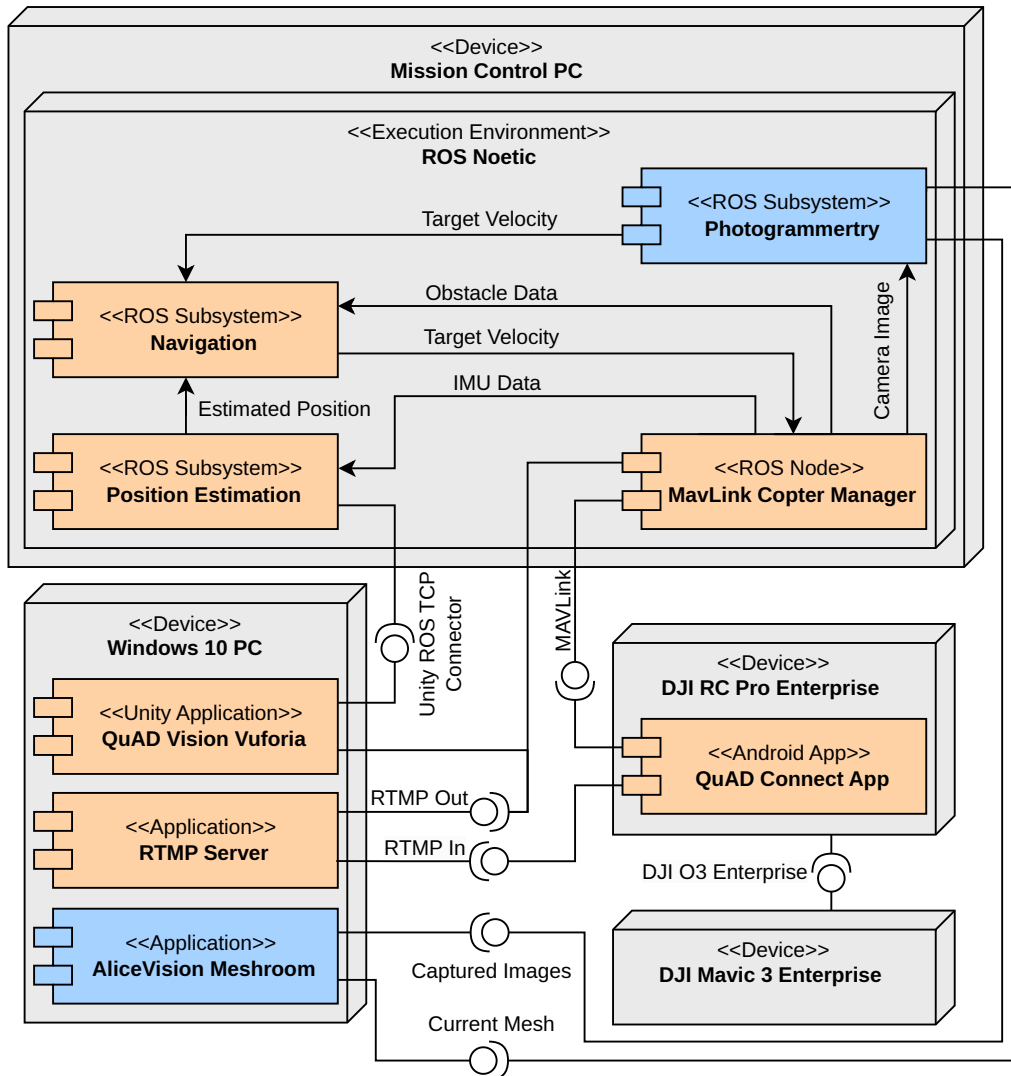 <<Device>>
Mission Control PC
<<Execution Environment>>
ROS Noetic
<<ROS Subsystem>>
Photogrammertry
Target Velocity
<<ROS Subsystem>>
Navigation
Obstacle Data
Target Velocity
Camera Image
IMU Data
Estimated Position
<<ROS Subsystem>>
Position Estimation
<<ROS Node>>
MavLink Copter Manager
Unity ROS TCP
Connector
MAVLink
<<Device>>
Windows 10 PC
<<Unity Application>>
QuAD Vision Vuforia
<<Application>>
RTMP Server
<<Application>>
AliceVision Meshroom
RTMP Out
RTMP In
Captured Images
Current Mesh
<<Device>>
DJI RC Pro Enterprise
<<Android App>>
QuAD Connect App
DJI O3 Enterprise
<<Device>>
DJI Mavic 3 Enterprise